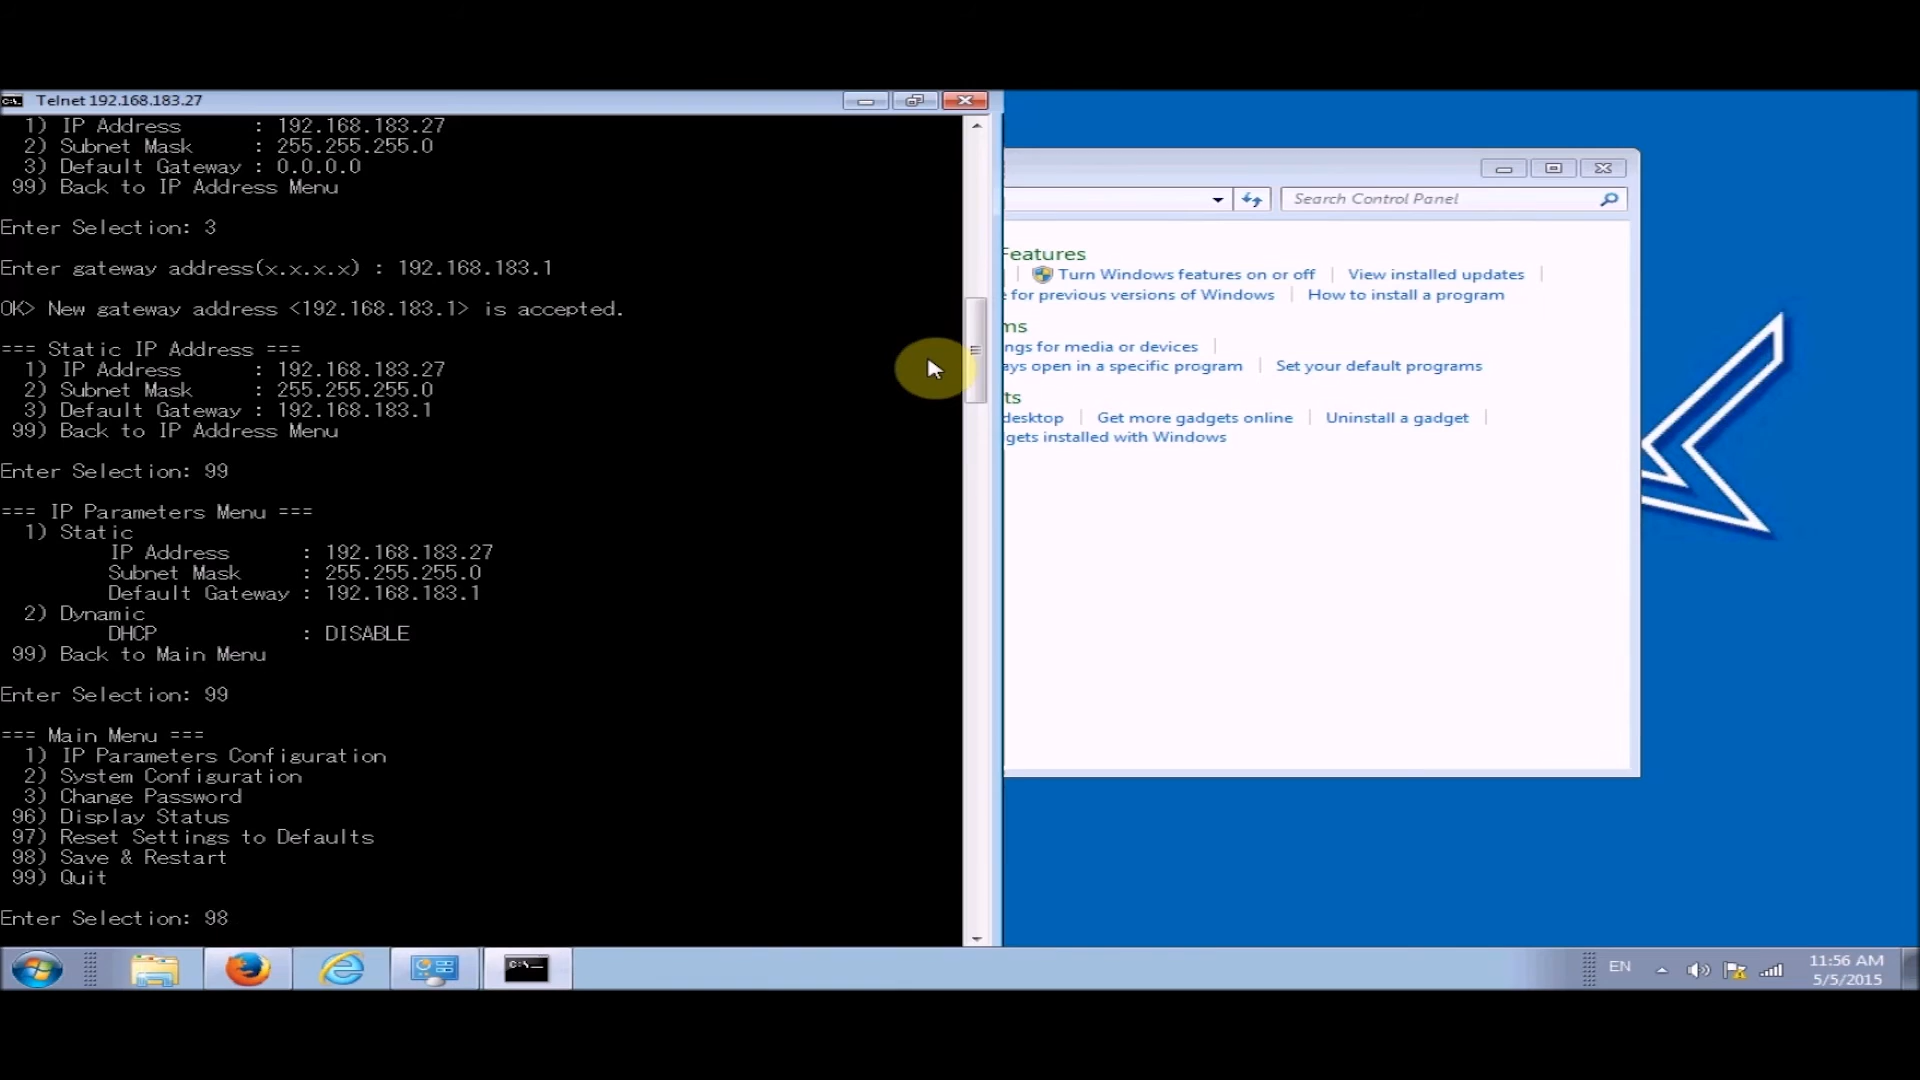 Telnet 192.168.183.27
1) IP Address : 192.168.183.27
2) Subnet Mask : 255.255.255.0
3) Default Gateway : 0.0.0.0
99) Back to IP Address Menu
Enter Selection: 3
Enter gateway address(x.x.x.x) : 192.168.183.1
OK> New gateway address <192.168.183.1> is accepted.
=== Static IP Address ===
1) IP Address : 192.168.183.27
2) Subnet Mask : 255.255.255.0
3) Default Gateway : 192.168.183.1
99) Back to IP Address Menu
Enter Selection: 99
=== IP Parameters Menu ===
1) Static
IP Address : 192.168.183.27
Subnet Mask : 255.255.255.0
Default Gateway : 192.168.183.1
2) Dynamic
DHCP : DISABLE
99) Back to Main Menu
Enter Selection: 99
=== Main Menu ===
1) IP Parameters Configuration
2) System Configuration
3) Change Password
96) Display Status
97) Reset Settings to Defaults
98) Save & Restart
99) Quit
Enter Selection: 98
Search Control Panel
Features
Turn Windows features on or off
View installed updates
for previous versions of Windows
How to install a program
ms
ngs for media or devices
ays open in a specific program
Set your default programs
ts
desktop
Get more gadgets online
Uninstall a gadget
gets installed with Windows
EN
11:56 AM
5/5/2015